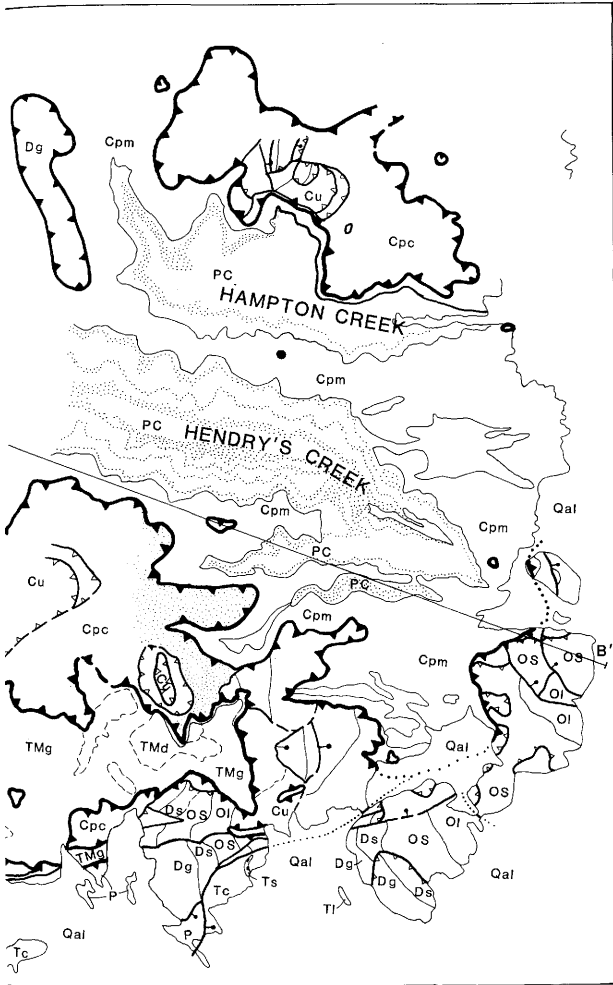 Dg
Cpm
Cu
Cpc
PC
HAMPTON CREEK
Cpm
PC
HENDRY'S CREEK
Cpm
Cpm
Qal
PC
Cu
PC
Cpc
Cpm
B'
Cpm
OS
OS
Cu
Ol
Ol
TMg
TMd
Qal
TMg
OS
Cpc
Ds
OS
Ol
Cu
Ol
TMg
Ds
OS
Ds
OS
Dg
Qal
Dg
Qal
Ts
Dg
Ds
P
Tc
Tl
Qal
P
Tc